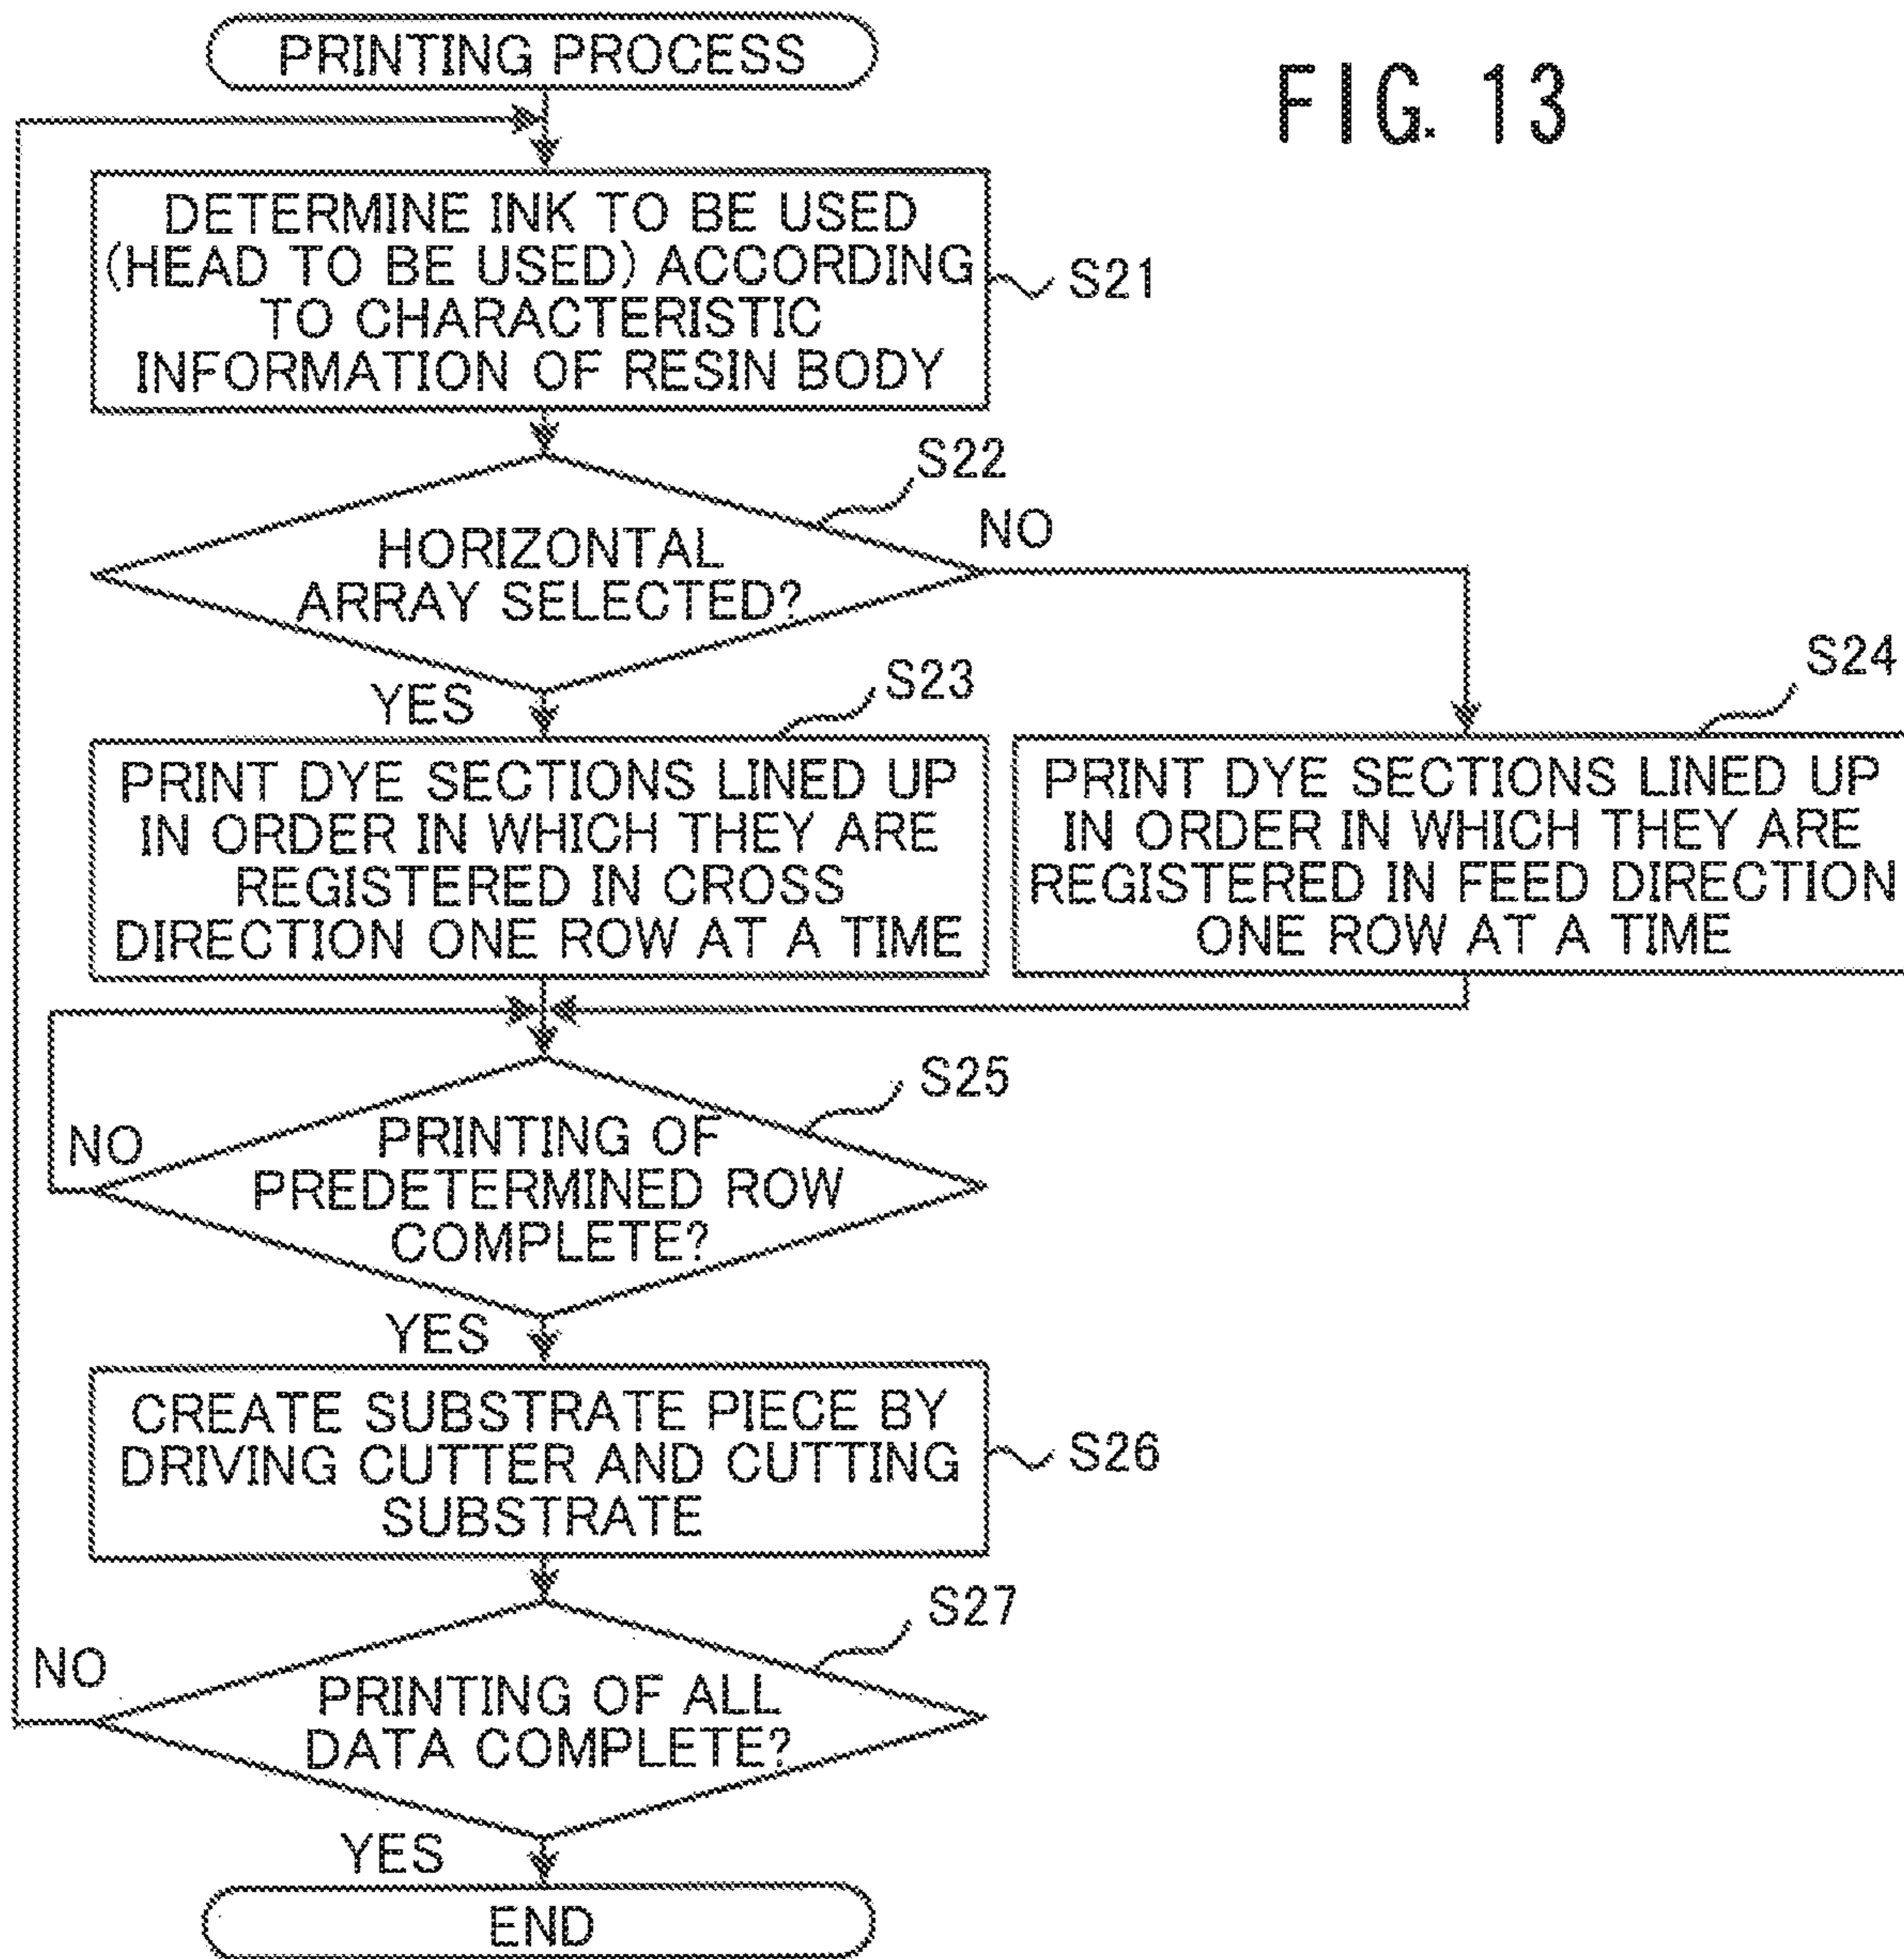 PRINTING PROCESS
FIG. 13
DETERMINE INK TO BE USED
(HEAD TO BE USED) ACCORDING
TO CHARACTERISTIC
INFORMATION OF RESIN BODY
S21
S22
HORIZONTAL
ARRAY SELECTED?
NO
YES
S23
PRINT DYE SECTIONS LINED UP
IN ORDER IN WHICH THEY ARE
REGISTERED IN CROSS
DIRECTION ONE ROW AT A TIME
S24
PRINT DYE SECTIONS LINED UP
IN ORDER IN WHICH THEY ARE
REGISTERED IN FEED DIRECTION
ONE ROW AT A TIME
S25
NO
PRINTING OF
PREDETERMINED ROW
COMPLETE?
YES
CREATE SUBSTRATE PIECE BY
DRIVING CUTTER AND CUTTING
SUBSTRATE
S26
S27
NO
PRINTING OF ALL
DATA COMPLETE?
YES
END